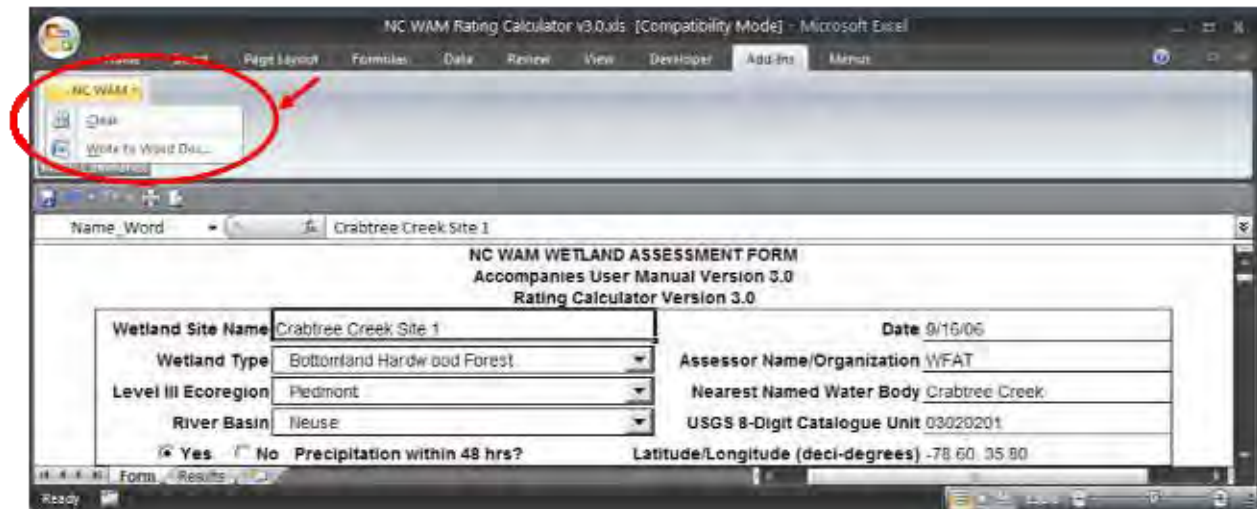 NC WAM Rating Calculator v3.0.xls [Compatibility Mode] - Microsoft Excel
Page Layout Formulas Data Review View Developer Add-Ins Menus
NC WAM
Clear
Write to Word Doc...
Name_Word fx Crabtree Creek Site 1
NC WAM WETLAND ASSESSMENT FORM
Accompanies User Manual Version 3.0
Rating Calculator Version 3.0
Wetland Site Name Crabtree Creek Site 1 Date 9/16/06
Wetland Type Bottomland Hardwood Forest Assessor Name/Organization WFAT
Level III Ecoregion Piedmont Nearest Named Water Body Crabtree Creek
River Basin Neuse USGS 8-Digit Catalogue Unit 03020201
Yes No Precipitation within 48 hrs? Latitude/Longitude (deci-degrees) -78.60, 35.80
Form Results
Ready